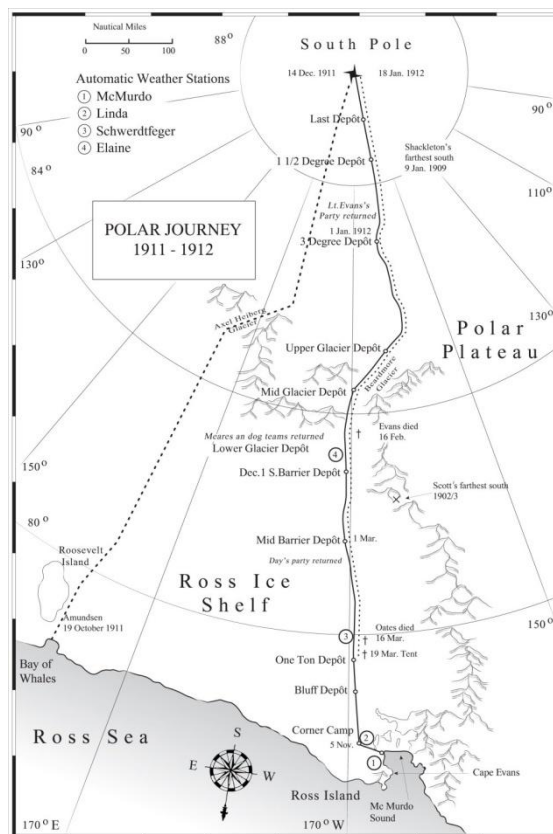 Nautical Miles
0 50 100
88°
South Pole
14 Dec. 1911
18 Jan. 1912
Automatic Weather Stations
1 McMurdo
2 Linda
3 Schwerdtfeger
4 Elaine
Last Depôt
90°
90°
84°
1 1/2 Degree Depôt
Shackleton's
farthest south
9 Jan. 1909
110°
Lt.Evans's
Party returned
1 Jan. 1912
3 Degree Depôt
POLAR JOURNEY
1911 - 1912
130°
130°
Axel Heiberg
Glacier
Polar
Plateau
Upper Glacier Depôt
Beardmore
Glacier
Mid Glacier Depôt
Meares an dog teams returned
Lower Glacier Depôt
4
Evans died
16 Feb.
Dec.1 S.Barrier Depôt
150°
Scott's farthest south
1902/3
80°
Mid Barrier Depôt
1 Mar.
Day's party returned
Roosevelt
Island
Ross Ice
Shelf
Amundsen
19 October 1911
150°
3
Oates died
16 Mar.
19 Mar. Tent
One Ton Depôt
Bay of
Whales
Bluff Depôt
Ross Sea
Corner Camp
5 Nov.
2
1
S
E
W
Cape Evans
Ross Island
Mc Murdo
Sound
170° E
170° W